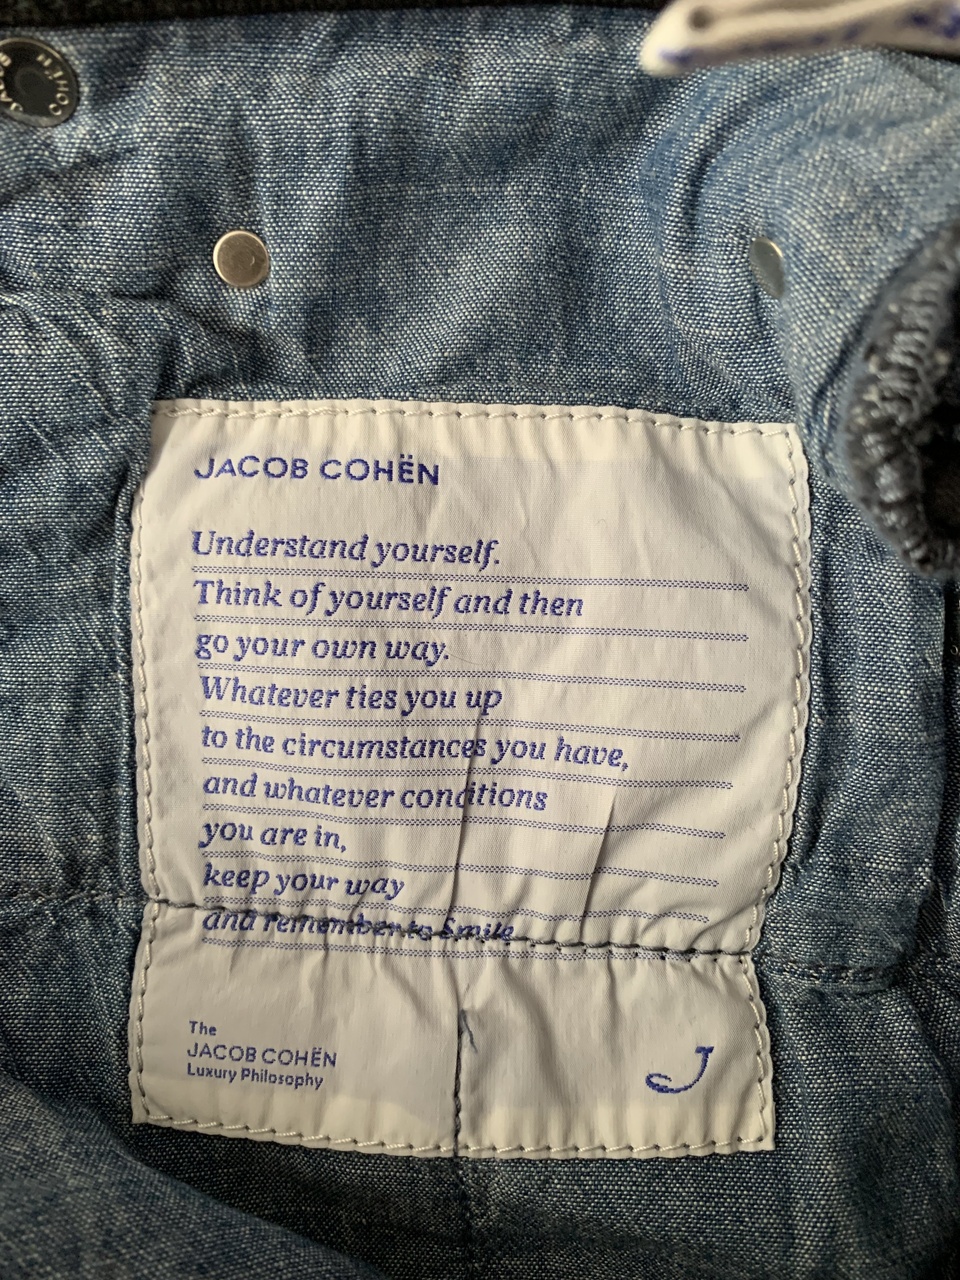 JACOB COHËN
Understand yourself.
Think of yourself and then
go your own way.
Whatever ties you up
to the circumstances you have,
and whatever conditions
you are in,
keep your way
and remember to Smile
The
JACOB COHËN
Luxury Philosophy
J